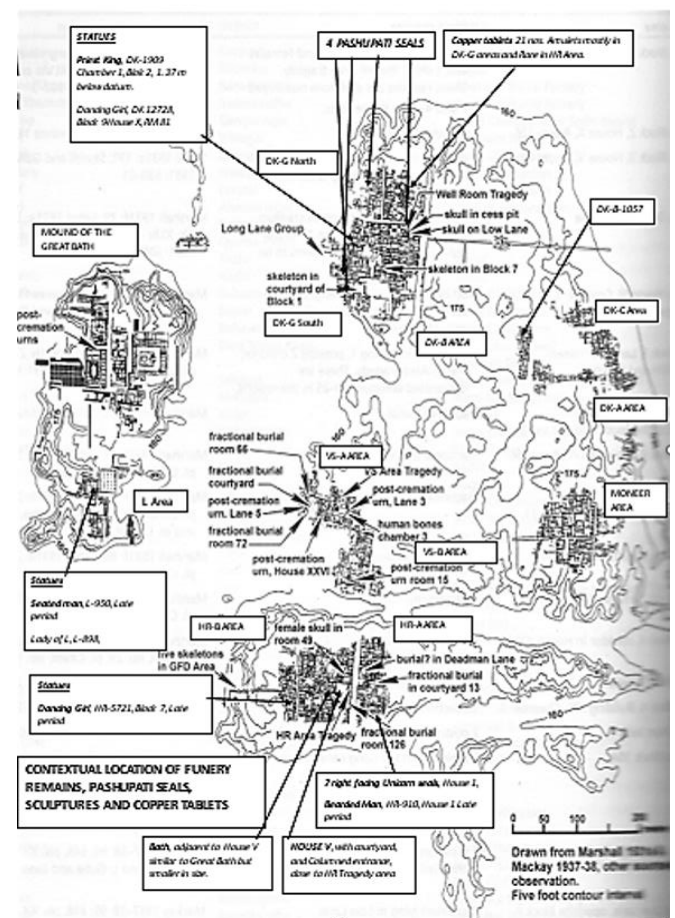 STATUES
Priest King, DK-1909
Chamber 1, Blok 2, 1.37 m
below datum.
Dancing Girl, DK 12728,
Block 9House X, RM 81
4 PASHUPATI SEALS
Copper tablets 21 nos. Amulets mostly in
DK-G areas and Rare in HR Area.
160
DK-G North
Well Room Tragedy
skull in cess pit
skull on Low Lane
DK-B-1057
Long Lane Group
MOUND OF THE
GREAT BATH
skeleton in Block 7
skeleton in
courtyard of
Block 1
175
DK-C Area
post-
cremation
urns
DK-G South
DK-B AREA
DK-A AREA
160
fractional burial
room 66
VS-A AREA
VS Area Tragedy
175
fractional burial
courtyard
post-cremation
urn, Lane 3
MONEER
AREA
L Area
post-cremation
urn, Lane 5
human bones
chamber 3
fractional burial
room 72
VS-B AREA
post-cremation
urn, House XXVI
post-cremation
urn room 15
Statues
Seated man, L-950, Late
period
Lady of L, L-898,
HR-B AREA
female skull in
room 49
HR-A AREA
five skeletons
in GFD Area
burial? in Deadman Lane
fractional burial
in courtyard 13
Statues
Dancing Girl, HR-5721, Block 7, Late
period
160
HR Area Tragedy
fractional burial
room 126
CONTEXTUAL LOCATION OF FUNERY
REMAINS, PASHUPATI SEALS,
SCULPTURES AND COPPER TABLETS
7 right facing Unicorn seals, House 1,
Bearded Man, HR-910, House 1 Late
period
0 50 100 200
Bath, adjacent to House V
similar to Great Bath but
smaller in size.
HOUSE V, with courtyard,
and Columned entrance,
close to HR Tragedy area
Drawn from Marshall
Mackay 1937-38, other
observation.
Five foot contour interval